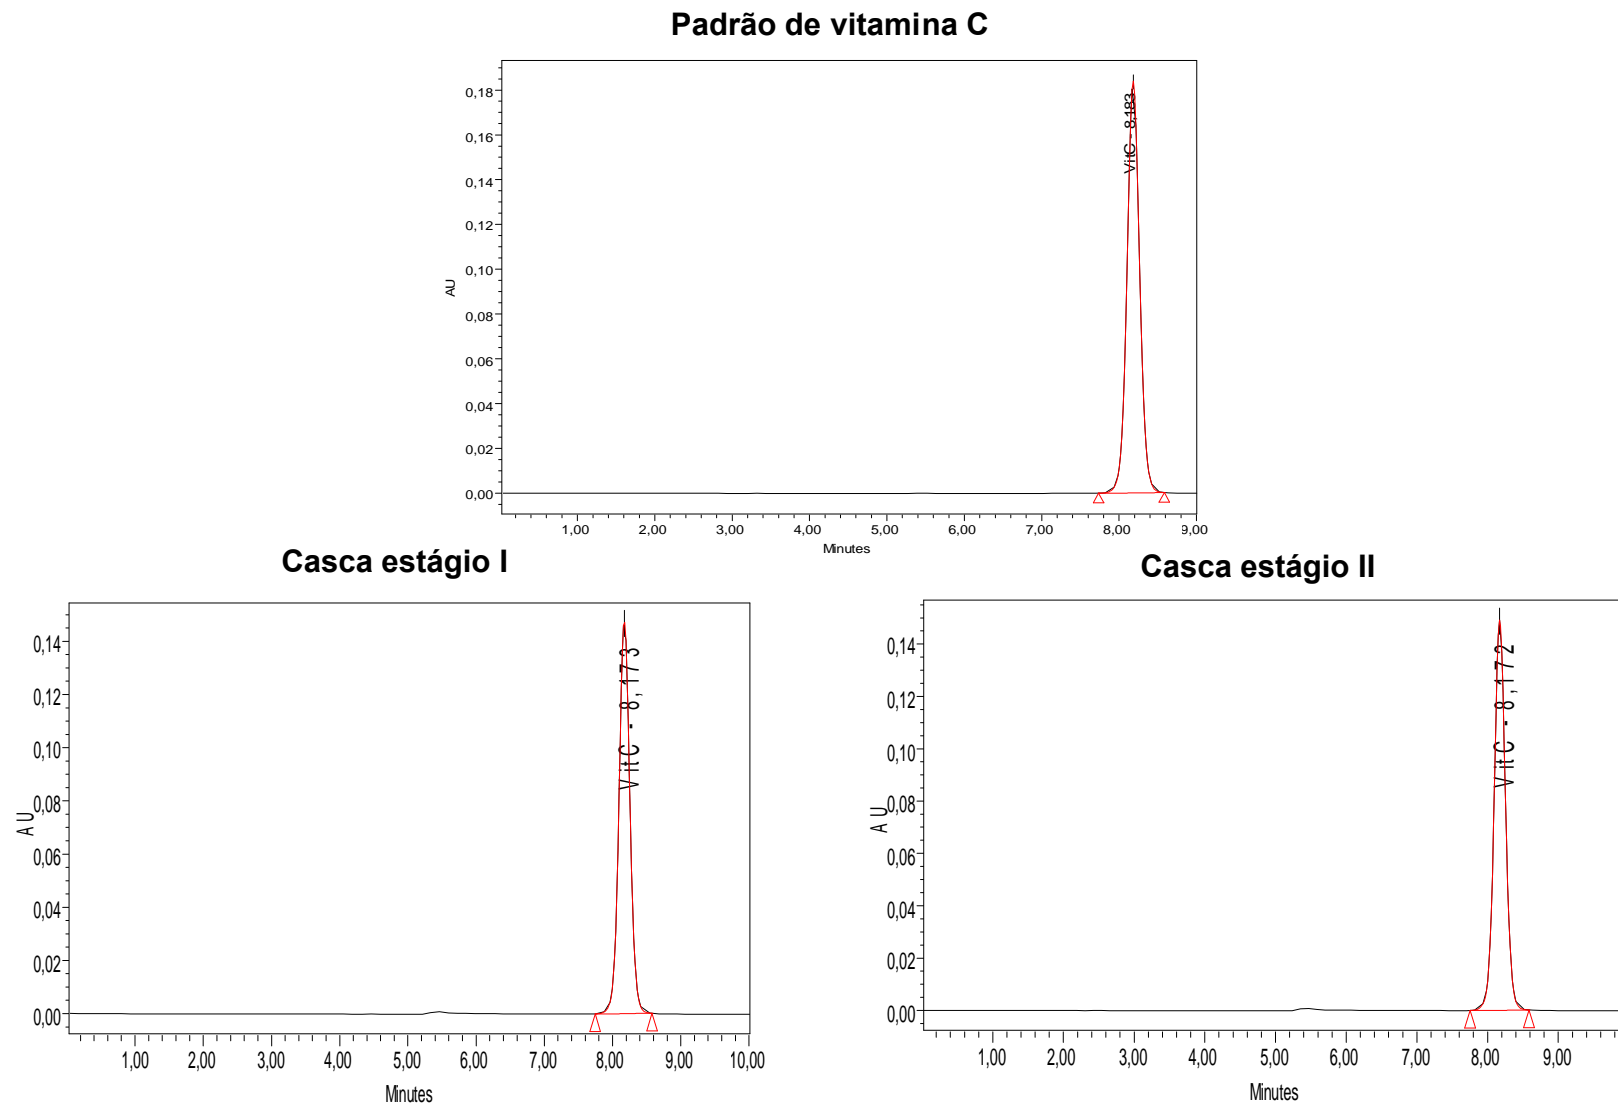 Padrão de vitamina C
0,18
0,16
0,14
0,12
0,10
0,08
0,06
0,04
0,02
0,00
AU
VitC - 8,183
1,00 2,00 3,00 4,00 5,00 6,00 7,00 8,00 9,00
Minutes
Casca estágio I
0,14
0,12
0,10
0,08
0,06
0,04
0,02
0,00
AU
VitC - 8,173
1,00 2,00 3,00 4,00 5,00 6,00 7,00 8,00 9,00 10,00
Minutes
Casca estágio II
0,14
0,12
0,10
0,08
0,06
0,04
0,02
0,00
AU
VitC - 8,172
1,00 2,00 3,00 4,00 5,00 6,00 7,00 8,00 9,00
Minutes